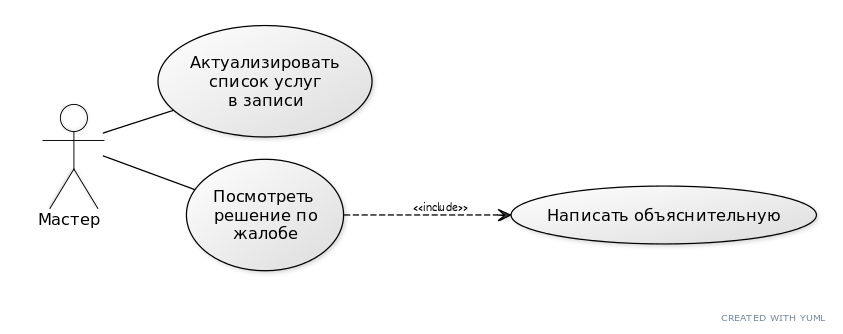 Актуализировать
список услуг
в записи
Посмотреть
решение по
жалобе
<<include>>
Написать объяснительную
Мастер
CREATED WITH YUML